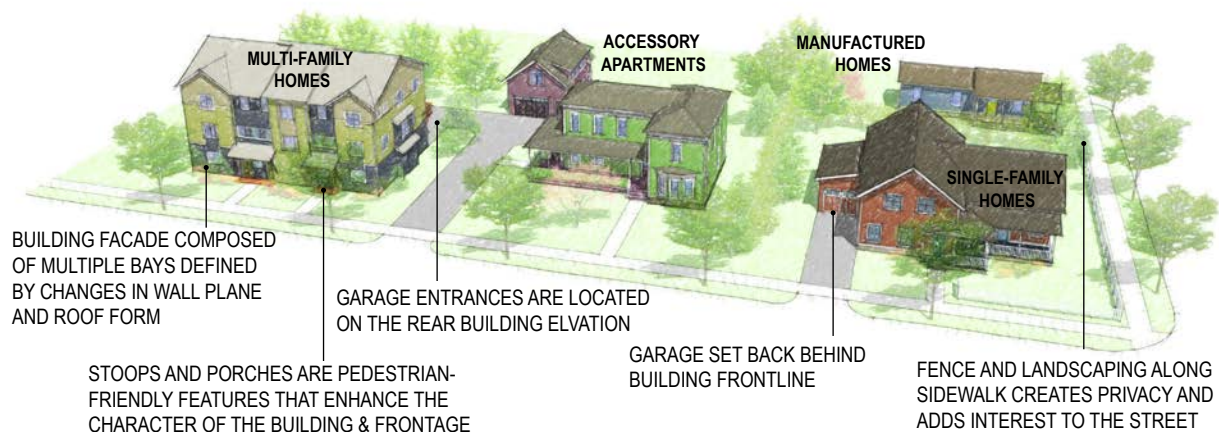 MULTI-FAMILY
HOMES
ACCESSORY
APARTMENTS
MANUFACTURED
HOMES
SINGLE-FAMILY
HOMES
BUILDING FACADE COMPOSED
OF MULTIPLE BAYS DEFINED
BY CHANGES IN WALL PLANE
AND ROOF FORM
STOOPS AND PORCHES ARE PEDESTRIAN-
FRIENDLY FEATURES THAT ENHANCE THE
CHARACTER OF THE BUILDING & FRONTAGE
GARAGE ENTRANCES ARE LOCATED
ON THE REAR BUILDING ELVATION
GARAGE SET BACK BEHIND
BUILDING FRONTLINE
FENCE AND LANDSCAPING ALONG
SIDEWALK CREATES PRIVACY AND
ADDS INTEREST TO THE STREET